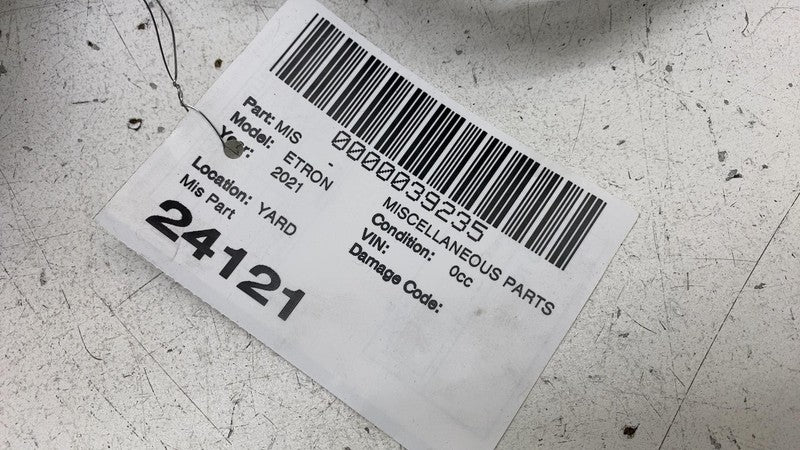 0000039235
Part: MIS - MISCELLANEOUS PARTS
Model: ETRON
Year: 2021
Condition: 0cc
VIN:
Damage Code:
Location: YARD
Mis Part
24121